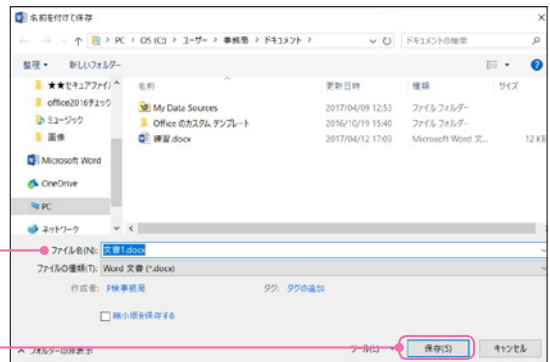 名前を付けて保存
PC > OS (C:) > ユーザー > 事務局 > ドキュメント >
ドキュメントの検索
整理 新しいフォルダー
★★セキュアファイル
office2016チェック
ミュージック
画像
Microsoft Word
OneDrive
PC
ネットワーク
名前 更新日時 種類 サイズ
My Data Sources 2017/04/09 12:53 ファイル フォルダー
Office のカスタム テンプレート 2016/10/19 15:40 ファイル フォルダー
練習.docx 2017/04/12 17:03 Microsoft Word 文... 12 KB
ファイル名(N): 文書1.docx
ファイルの種類(T): Word 文書 (*.docx)
作成者: P検事務局 タグ: タグの追加
縮小版を保存する
フォルダーの非表示 ツール(L) 保存(S) キャンセル